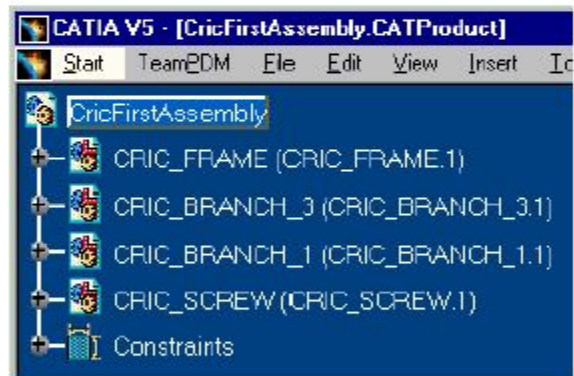 CATIA V5 - [CricFirstAssembly.CATProduct]
Start TeamPDM File Edit View Insert
CricFirstAssembly
CRIC_FRAME (CRIC_FRAME.1)
CRIC_BRANCH_3 (CRIC_BRANCH_3.1)
CRIC_BRANCH_1 (CRIC_BRANCH_1.1)
CRIC_SCREW (CRIC_SCREW.1)
Constraints